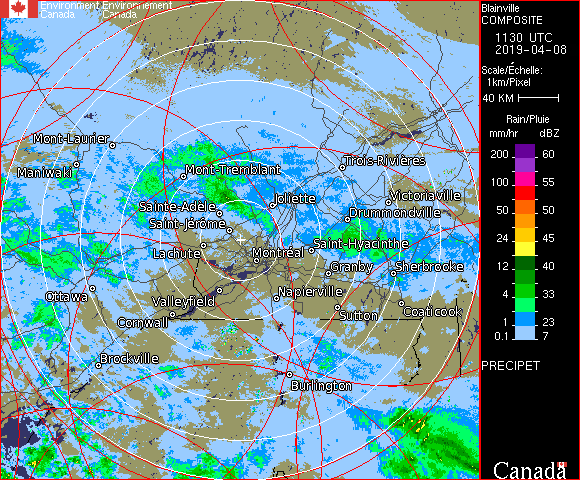 Environment Environnement
Canada Canada
Blainville
COMPOSITE
1130 UTC
2019-04-08
Scale/Échelle:
1km/Pixel
40 KM
Rain/Pluie
mm/hr dBZ
200 60
100 55
50 50
24 45
12 40
4 33
1 23
0.1 7
PRECIPET
Mont-Laurier
Maniwaki
Mont-Tremblant
Trois-Rivières
Joliette
Victoriaville
Sainte-Adele
Drummondville
Saint-Jérôme
Saint-Hyacinthe
Lachute
Montréal
Granby
Sherbrooke
Ottawa
Valleyfield
Napierville
Cornwall
Sutton
Coaticook
Brockville
Burlington
Canada